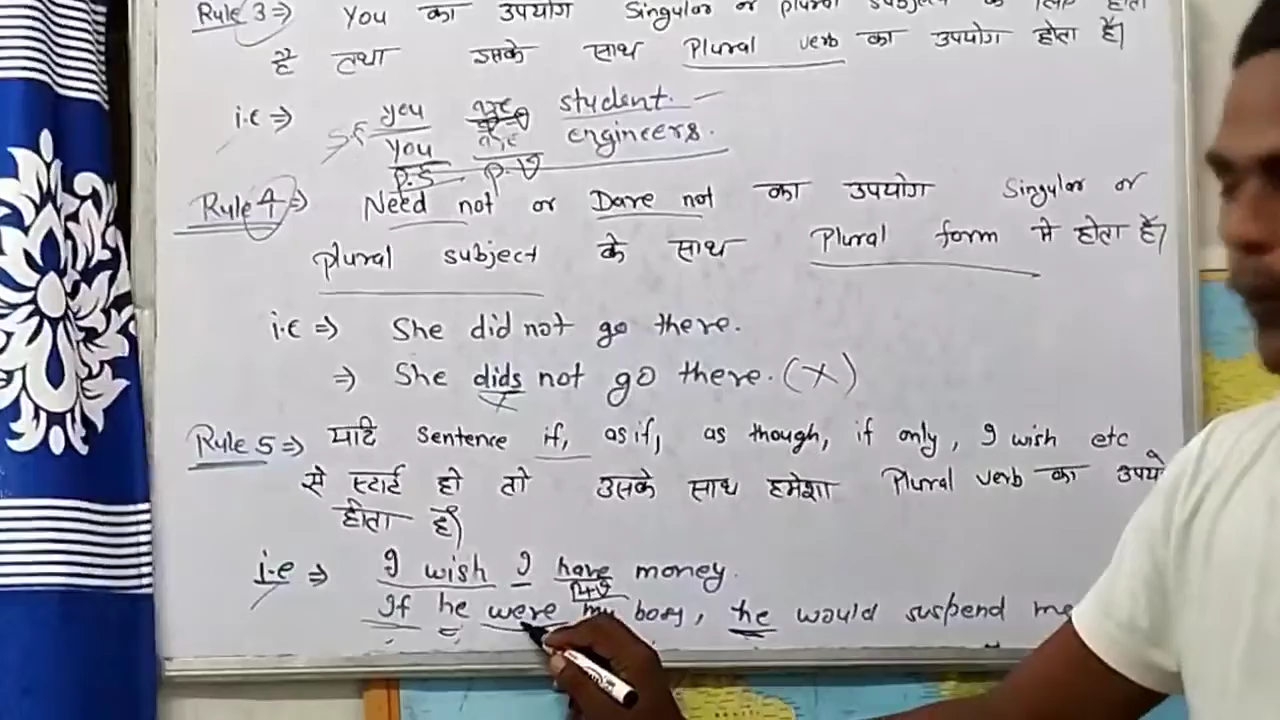 Rule 3 => You का उपयोग Singular or plural subject के लिए होता
है तथा उसके साथ Plural verb का उपयोग होता है।
i.e => you are student.
You are engineers.
P.S P.V
Rule 4 => Need not or Dare not का उपयोग Singular or
Plural subject के साथ Plural form मे होता है।
i.e => She did not go there.
=> She dids not go there. (X)
Rule 5 => यदि sentence if, as if, as though, if only, I wish etc
से स्टार्ट हो तो उसके साथ हमेशा Plural verb का उपयो
होता है।
i.e => I wish I have money.
If he were my boss, he would suspend me